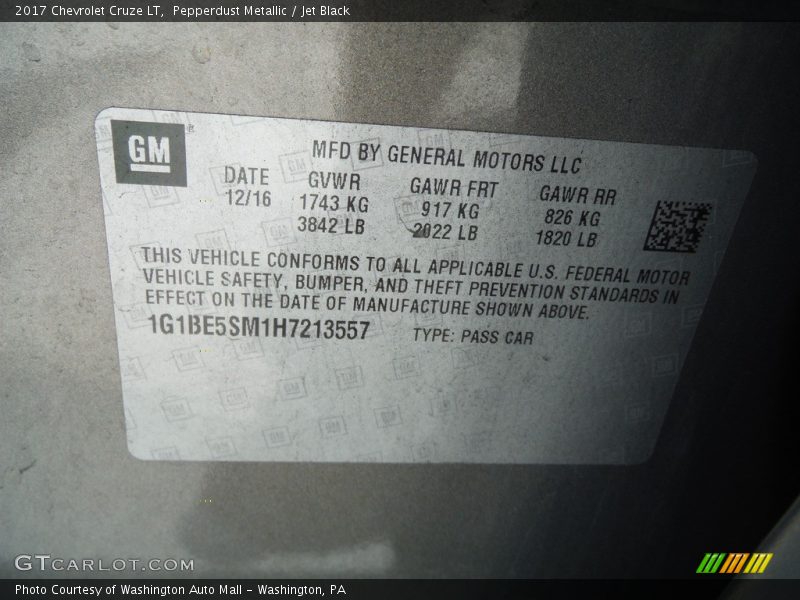 2017 Chevrolet Cruze LT, Pepperdust Metallic / Jet Black
GM
MFD BY GENERAL MOTORS LLC
DATE GVWR GAWR FRT GAWR RR
12/16 1743 KG 917 KG 826 KG
3842 LB 2022 LB 1820 LB
THIS VEHICLE CONFORMS TO ALL APPLICABLE U.S. FEDERAL MOTOR
VEHICLE SAFETY, BUMPER, AND THEFT PREVENTION STANDARDS IN
EFFECT ON THE DATE OF MANUFACTURE SHOWN ABOVE.
1G1BE5SM1H7213557 TYPE: PASS CAR
GTCARLOT.COM
Photo Courtesy of Washington Auto Mall - Washington, PA